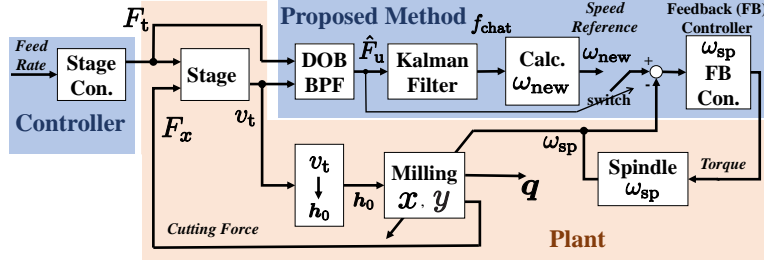 Proposed Method
Speed
Reference
Feedback (FB)
Controller
F_t
Feed
Rate
Stage
Con.
Controller
Stage
F_x
v_t
DOB
BPF
F̂_u
Kalman
Filter
f_chat
Calc.
ω_new
ω_new
switch
+
-
ω_sp
FB
Con.
v_t
h_0
h_0
Milling
x, y
q
ω_sp
Spindle
ω_sp
Torque
Cutting Force
Plant